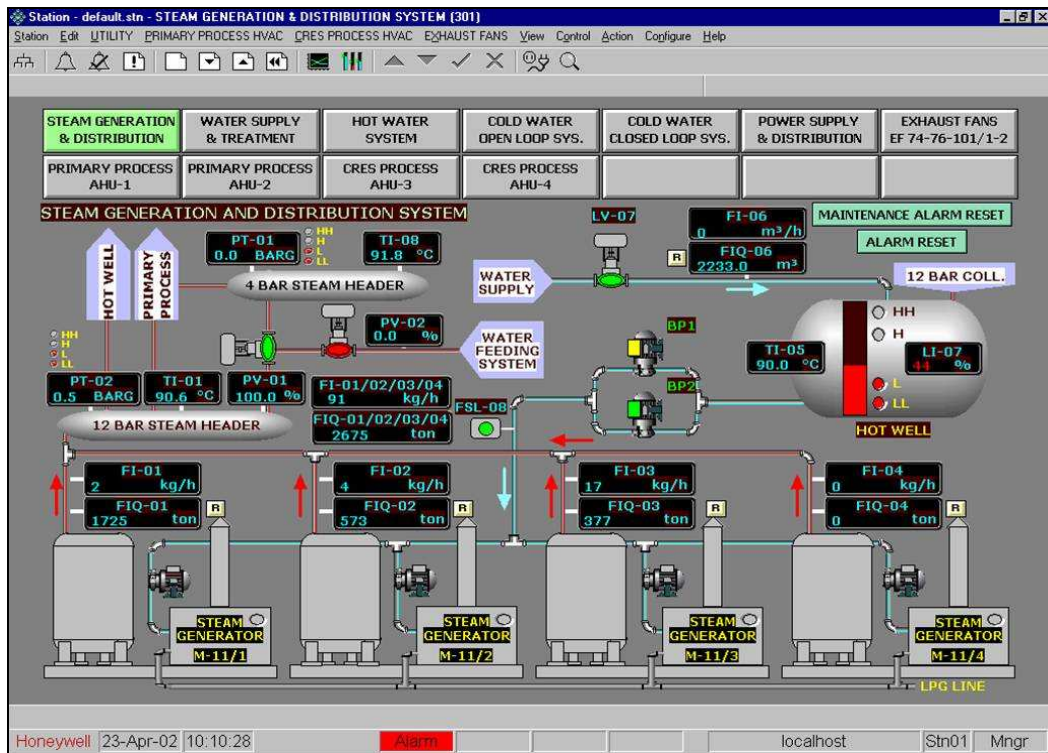 Station - default.stn - STEAM GENERATION & DISTRIBUTION SYSTEM (301)
Station Edit UTILITY PRIMARY PROCESS HVAC CRES PROCESS HVAC EXHAUST FANS View Control Action Configure Help
STEAM GENERATION & DISTRIBUTION
WATER SUPPLY & TREATMENT
HOT WATER SYSTEM
COLD WATER OPEN LOOP SYS.
COLD WATER CLOSED LOOP SYS.
POWER SUPPLY & DISTRIBUTION
EXHAUST FANS EF 74-76-101/1-2
PRIMARY PROCESS AHU-1
PRIMARY PROCESS AHU-2
CRES PROCESS AHU-3
CRES PROCESS AHU-4
STEAM GENERATION AND DISTRIBUTION SYSTEM
HOT WELL
PRIMARY PROCESS
PT-01
0.0 BARG
HH
H
L
LL
TI-08
91.8 °C
4 BAR STEAM HEADER
LV-07
FI-06
0 m³/h
FIQ-06
2233.0 m³
R
MAINTENANCE ALARM RESET
ALARM RESET
WATER SUPPLY
12 BAR COLL.
PV-02
0.0 %
WATER FEEDING SYSTEM
BP1
BP2
HH
H
TI-05
90.0 °C
LI-07
44 %
L
LL
HOT WELL
HH
H
L
LL
PT-02
0.5 BARG
TI-01
90.6 °C
PV-01
100.0 %
12 BAR STEAM HEADER
FI-01/02/03/04
91 kg/h
FIQ-01/02/03/04
2675 ton
FSL-08
FI-01
2 kg/h
FIQ-01
1725 ton
R
FI-02
4 kg/h
FIQ-02
573 ton
R
FI-03
17 kg/h
FIQ-03
377 ton
R
FI-04
0 kg/h
FIQ-04
0 ton
R
STEAM GENERATOR
M-11/1
STEAM GENERATOR
M-11/2
STEAM GENERATOR
M-11/3
STEAM GENERATOR
M-11/4
LPG LINE
Honeywell 23-Apr-02 10:10:28 Alarm localhost Stn01 Mngr